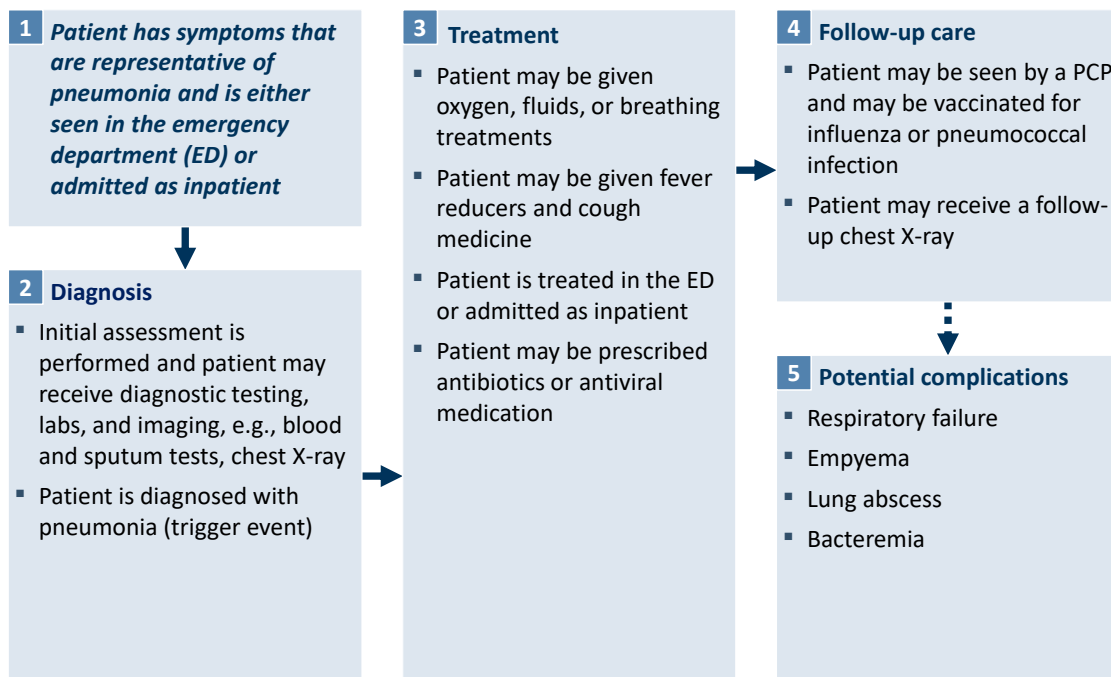 1 Patient has symptoms that
are representative of
pneumonia and is either
seen in the emergency
department (ED) or
admitted as inpatient
2 Diagnosis
▪ Initial assessment is
performed and patient may
receive diagnostic testing,
labs, and imaging, e.g., blood
and sputum tests, chest X-ray
▪ Patient is diagnosed with
pneumonia (trigger event)
3 Treatment
▪ Patient may be given
oxygen, fluids, or breathing
treatments
▪ Patient may be given fever
reducers and cough
medicine
▪ Patient is treated in the ED
or admitted as inpatient
▪ Patient may be prescribed
antibiotics or antiviral
medication
4 Follow-up care
▪ Patient may be seen by a PCP
and may be vaccinated for
influenza or pneumococcal
infection
▪ Patient may receive a follow-
up chest X-ray
5 Potential complications
▪ Respiratory failure
▪ Empyema
▪ Lung abscess
▪ Bacteremia